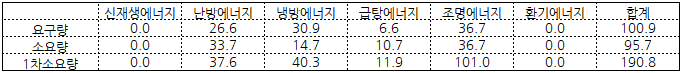 신재생에너지 난방에너지 냉방에너지 급탕에너지 조명에너지 환기에너지 합계
요구량 0.0 26.6 30.9 6.6 36.7 0.0 100.9
소요량 0.0 33.7 14.7 10.7 36.7 0.0 95.7
1차소요량 0.0 37.6 40.3 11.9 101.0 0.0 190.8